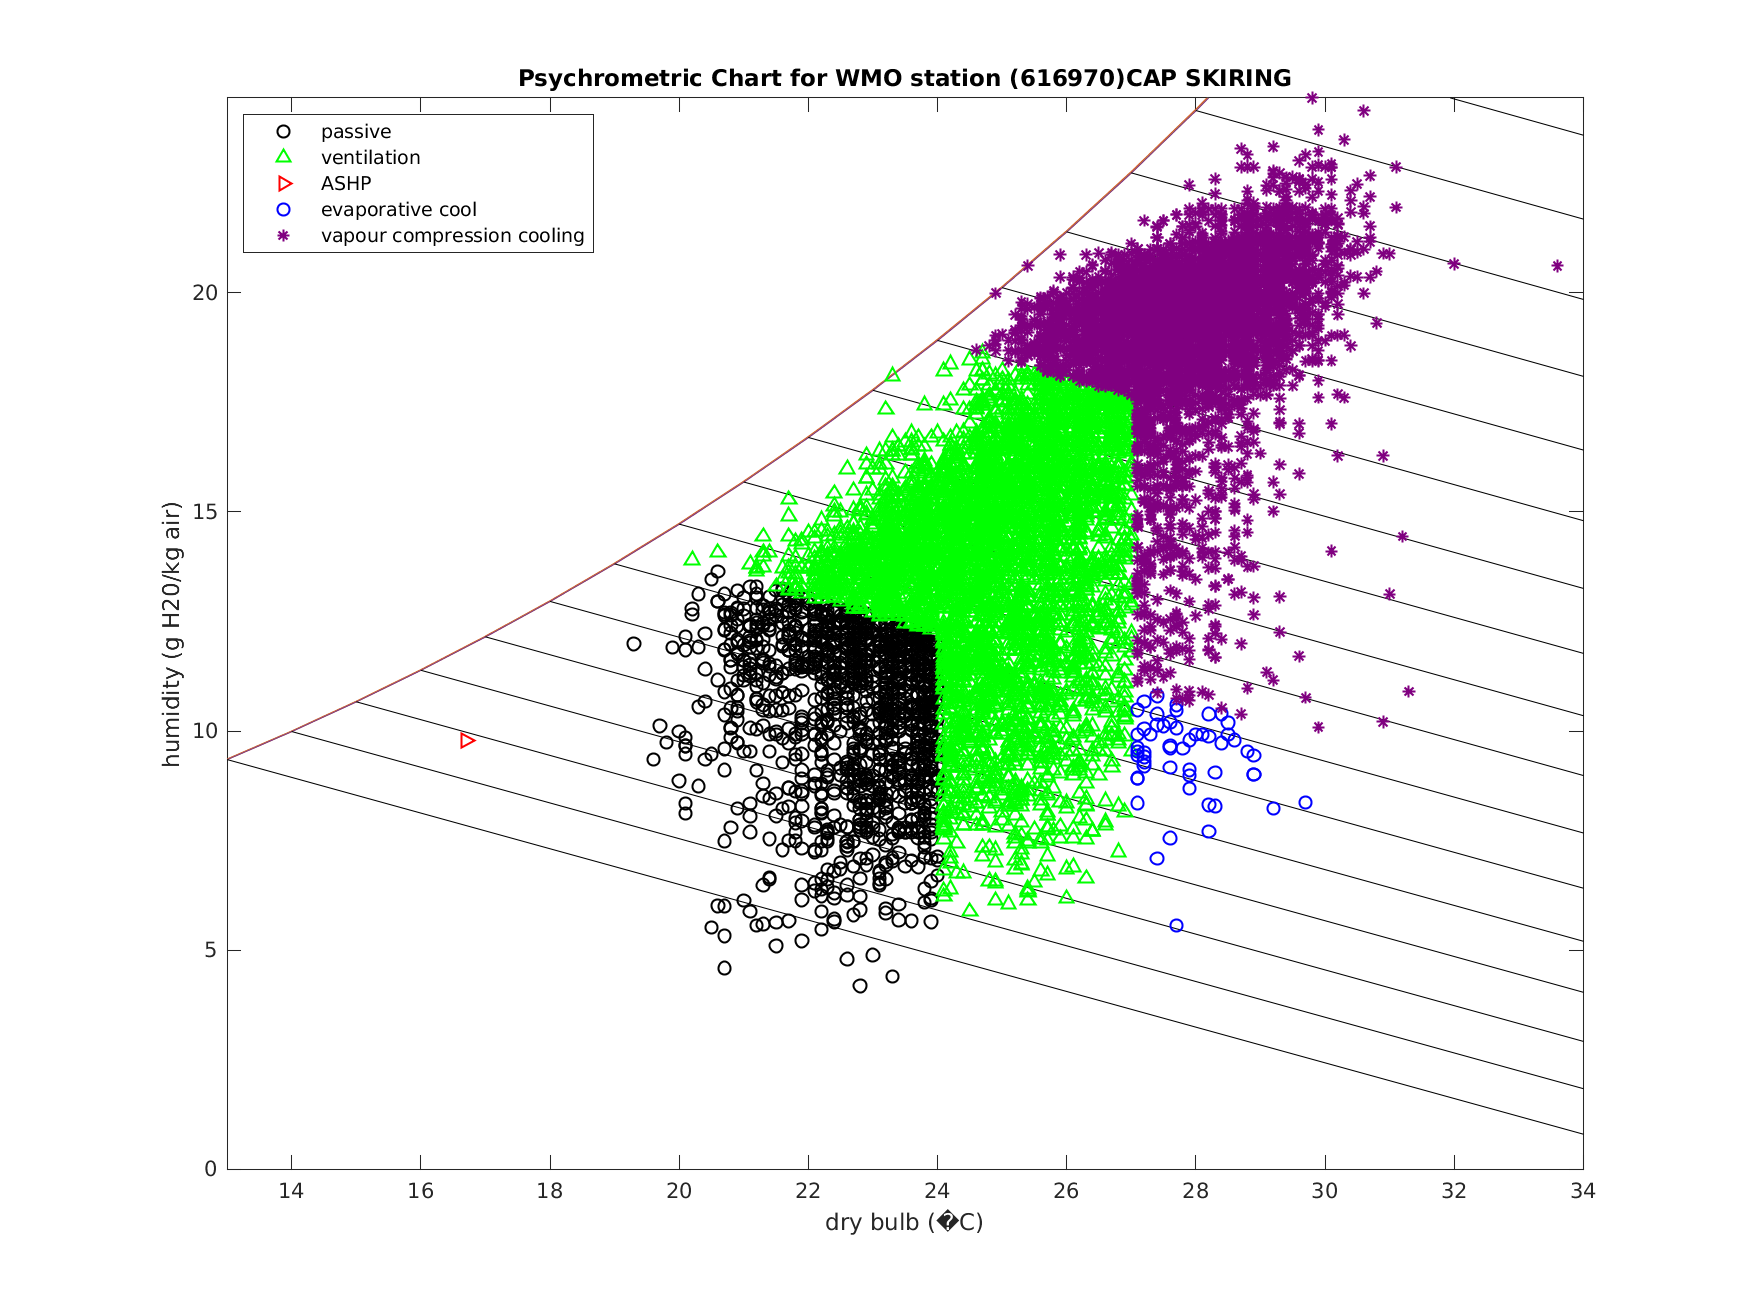 Psychrometric Chart for WMO station (616970)CAP SKIRING
passive
ventilation
ASHP
evaporative cool
vapour compression cooling
20
15
10
5
0
humidity (g H20/kg air)
14 16 18 20 22 24 26 28 30 32 34
dry bulb (�C)